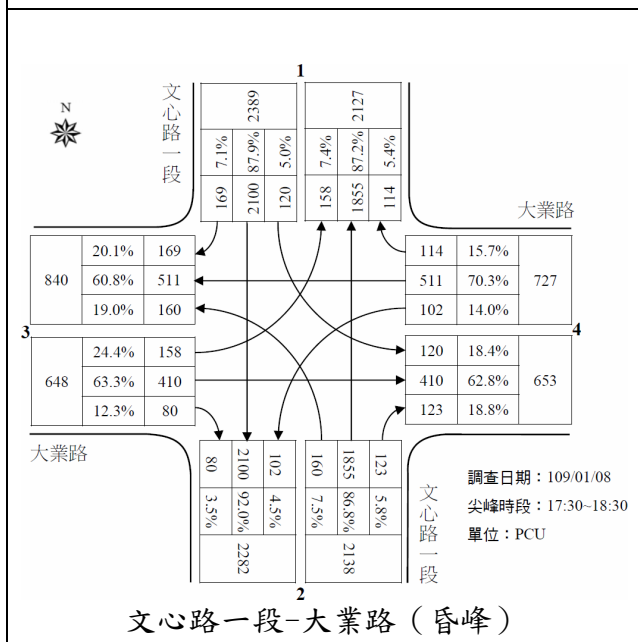 1
N
文心路一段
2389
7.1% 87.9% 5.0%
169 2100 120
2127
7.4% 87.2% 5.4%
158 1855 114
大業路
840
20.1% 169
60.8% 511
19.0% 160
114 15.7%
511 70.3%
102 14.0%
727
3
4
648
24.4% 158
63.3% 410
12.3% 80
120 18.4%
410 62.8%
123 18.8%
653
大業路
80 2100 102
3.5% 92.0% 4.5%
2282
160 1855 123
7.5% 86.8% 5.8%
2138
文心路一段
調查日期：109/01/08
尖峰時段：17:30~18:30
單位：PCU
2
文心路一段-大業路（昏峰）